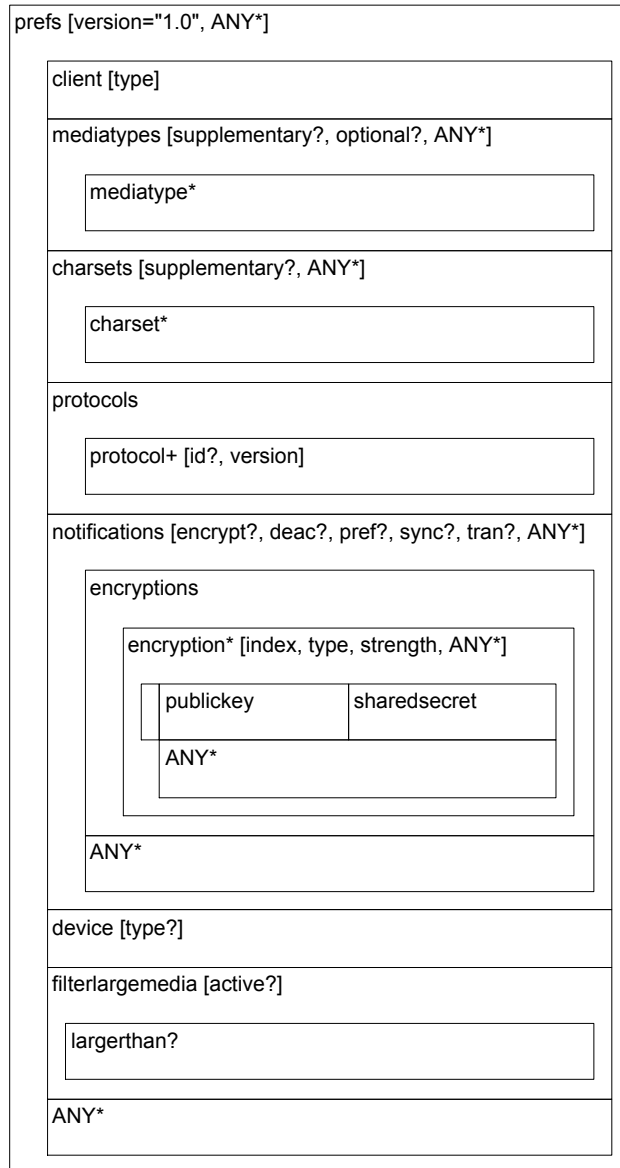 prefs [version="1.0", ANY*]
client [type]
mediatypes [supplementary?, optional?, ANY*]
mediatype*
charsets [supplementary?, ANY*]
charset*
protocols
protocol+ [id?, version]
notifications [encrypt?, deac?, pref?, sync?, tran?, ANY*]
encryptions
encryption* [index, type, strength, ANY*]
publickey sharedsecret
ANY*
ANY*
device [type?]
filterlargemedia [active?]
largerthan?
ANY*